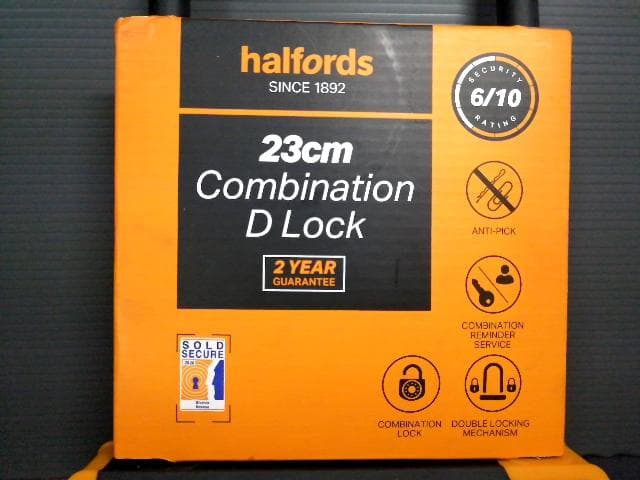 halfords
SINCE 1892
SECURITY
6/10
RATING
23cm
Combination
D Lock
2 YEAR
GUARANTEE
ANTI-PICK
COMBINATION
REMINDER
SERVICE
SOLD
SECURE
COMBINATION
LOCK
DOUBLE LOCKING
MECHANISM